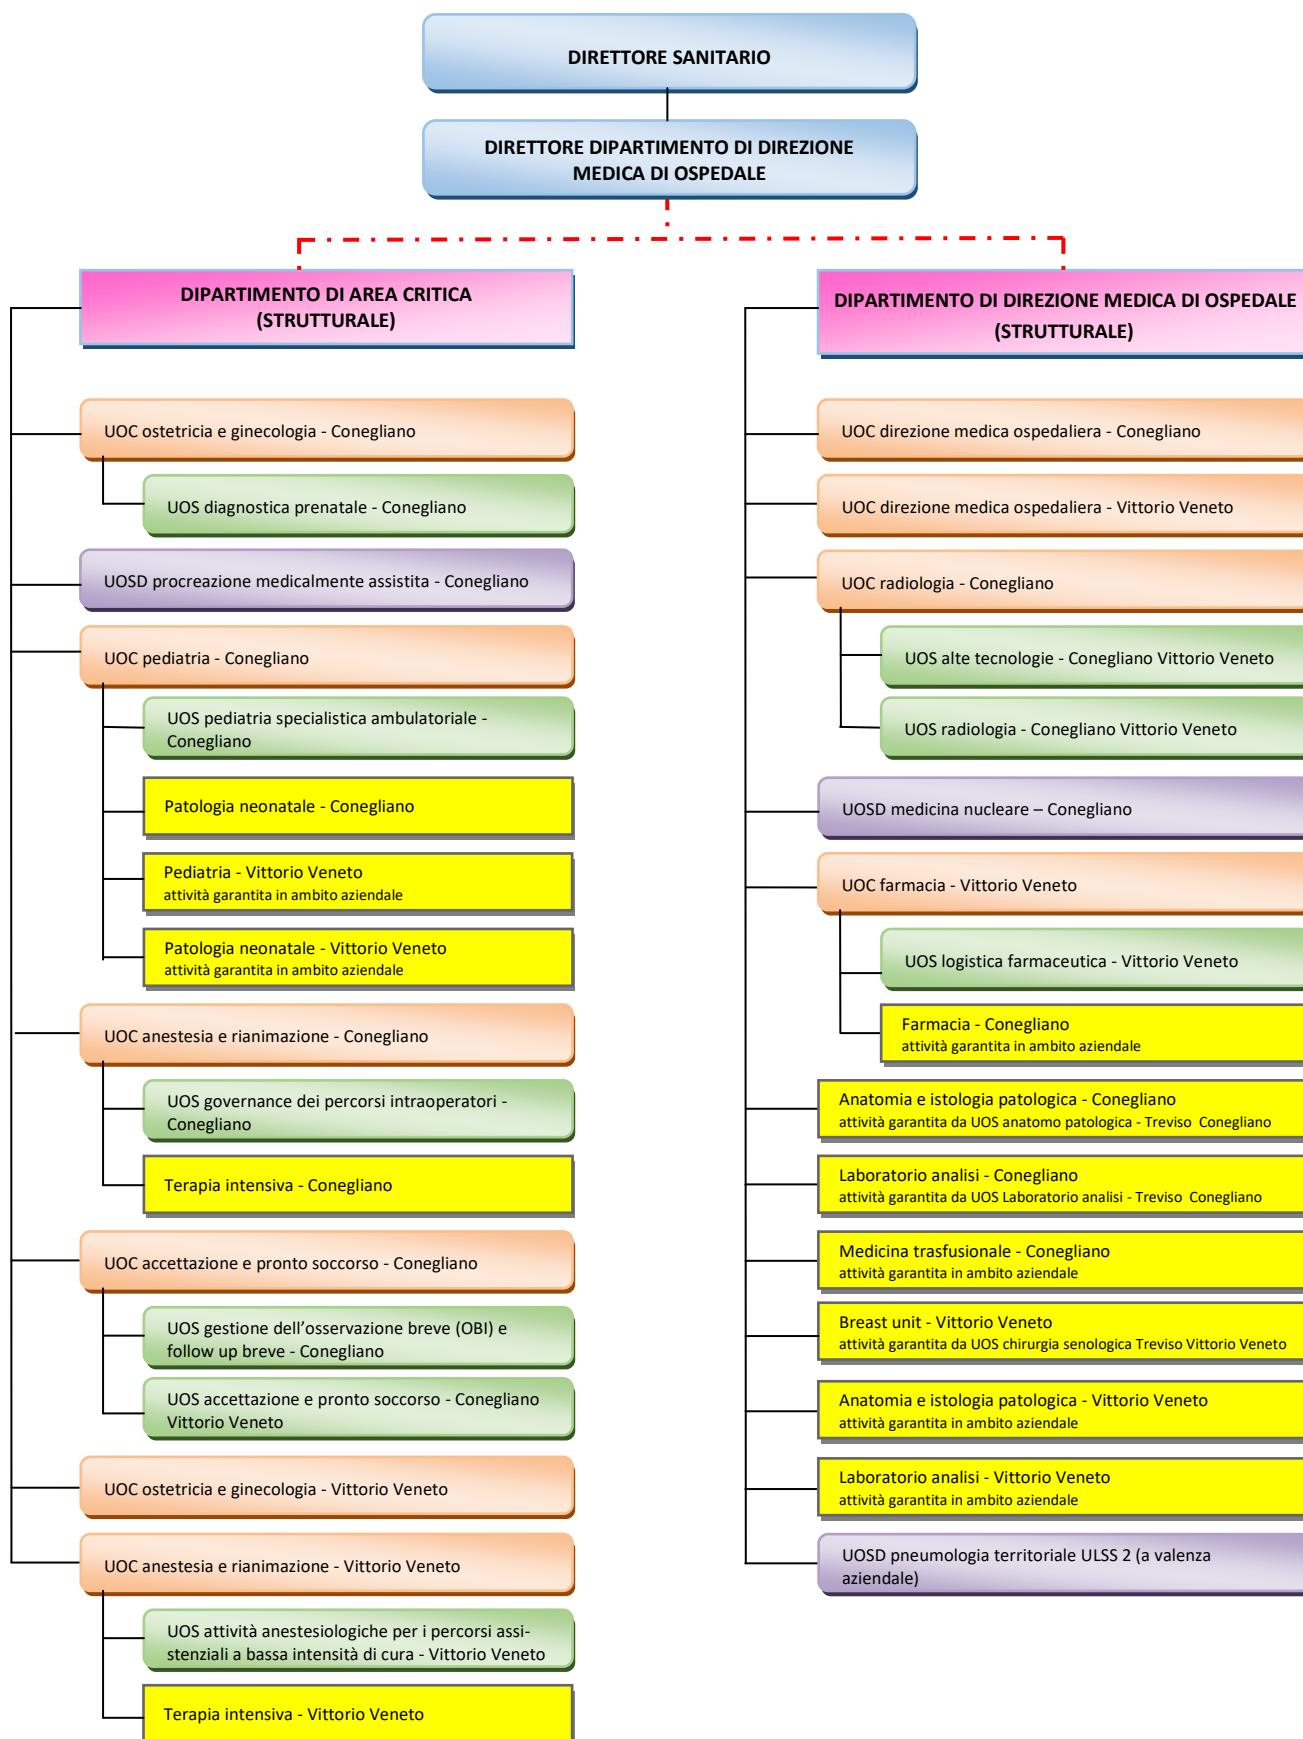 DIRETTORE SANITARIO
DIRETTORE DIPARTIMENTO DI DIREZIONE
MEDICA DI OSPEDALE
DIPARTIMENTO DI AREA CRITICA
(STRUTTURALE)
UOC ostetricia e ginecologia - Conegliano
UOS diagnostica prenatale - Conegliano
UOSD procreazione medicalmente assistita - Conegliano
UOC pediatria - Conegliano
UOS pediatria specialistica ambulatoriale -
Conegliano
Patologia neonatale - Conegliano
Pediatria - Vittorio Veneto
attività garantita in ambito aziendale
Patologia neonatale - Vittorio Veneto
attività garantita in ambito aziendale
UOC anestesia e rianimazione - Conegliano
UOS governance dei percorsi intraoperatori -
Conegliano
Terapia intensiva - Conegliano
UOC accettazione e pronto soccorso - Conegliano
UOS gestione dell’osservazione breve (OBI) e
follow up breve - Conegliano
UOS accettazione e pronto soccorso - Conegliano
Vittorio Veneto
UOC ostetricia e ginecologia - Vittorio Veneto
UOC anestesia e rianimazione - Vittorio Veneto
UOS attività anestesiologiche per i percorsi assi-
stenziali a bassa intensità di cura - Vittorio Veneto
Terapia intensiva - Vittorio Veneto
DIPARTIMENTO DI DIREZIONE MEDICA DI OSPEDALE
(STRUTTURALE)
UOC direzione medica ospedaliera - Conegliano
UOC direzione medica ospedaliera - Vittorio Veneto
UOC radiologia - Conegliano
UOS alte tecnologie - Conegliano Vittorio Veneto
UOS radiologia - Conegliano Vittorio Veneto
UOSD medicina nucleare – Conegliano
UOC farmacia - Vittorio Veneto
UOS logistica farmaceutica - Vittorio Veneto
Farmacia - Conegliano
attività garantita in ambito aziendale
Anatomia e istologia patologica - Conegliano
attività garantita da UOS anatomo patologica - Treviso Conegliano
Laboratorio analisi - Conegliano
attività garantita da UOS Laboratorio analisi - Treviso Conegliano
Medicina trasfusionale - Conegliano
attività garantita in ambito aziendale
Breast unit - Vittorio Veneto
attività garantita da UOS chirurgia senologica Treviso Vittorio Veneto
Anatomia e istologia patologica - Vittorio Veneto
attività garantita in ambito aziendale
Laboratorio analisi - Vittorio Veneto
attività garantita in ambito aziendale
UOSD pneumologia territoriale ULSS 2 (a valenza
aziendale)